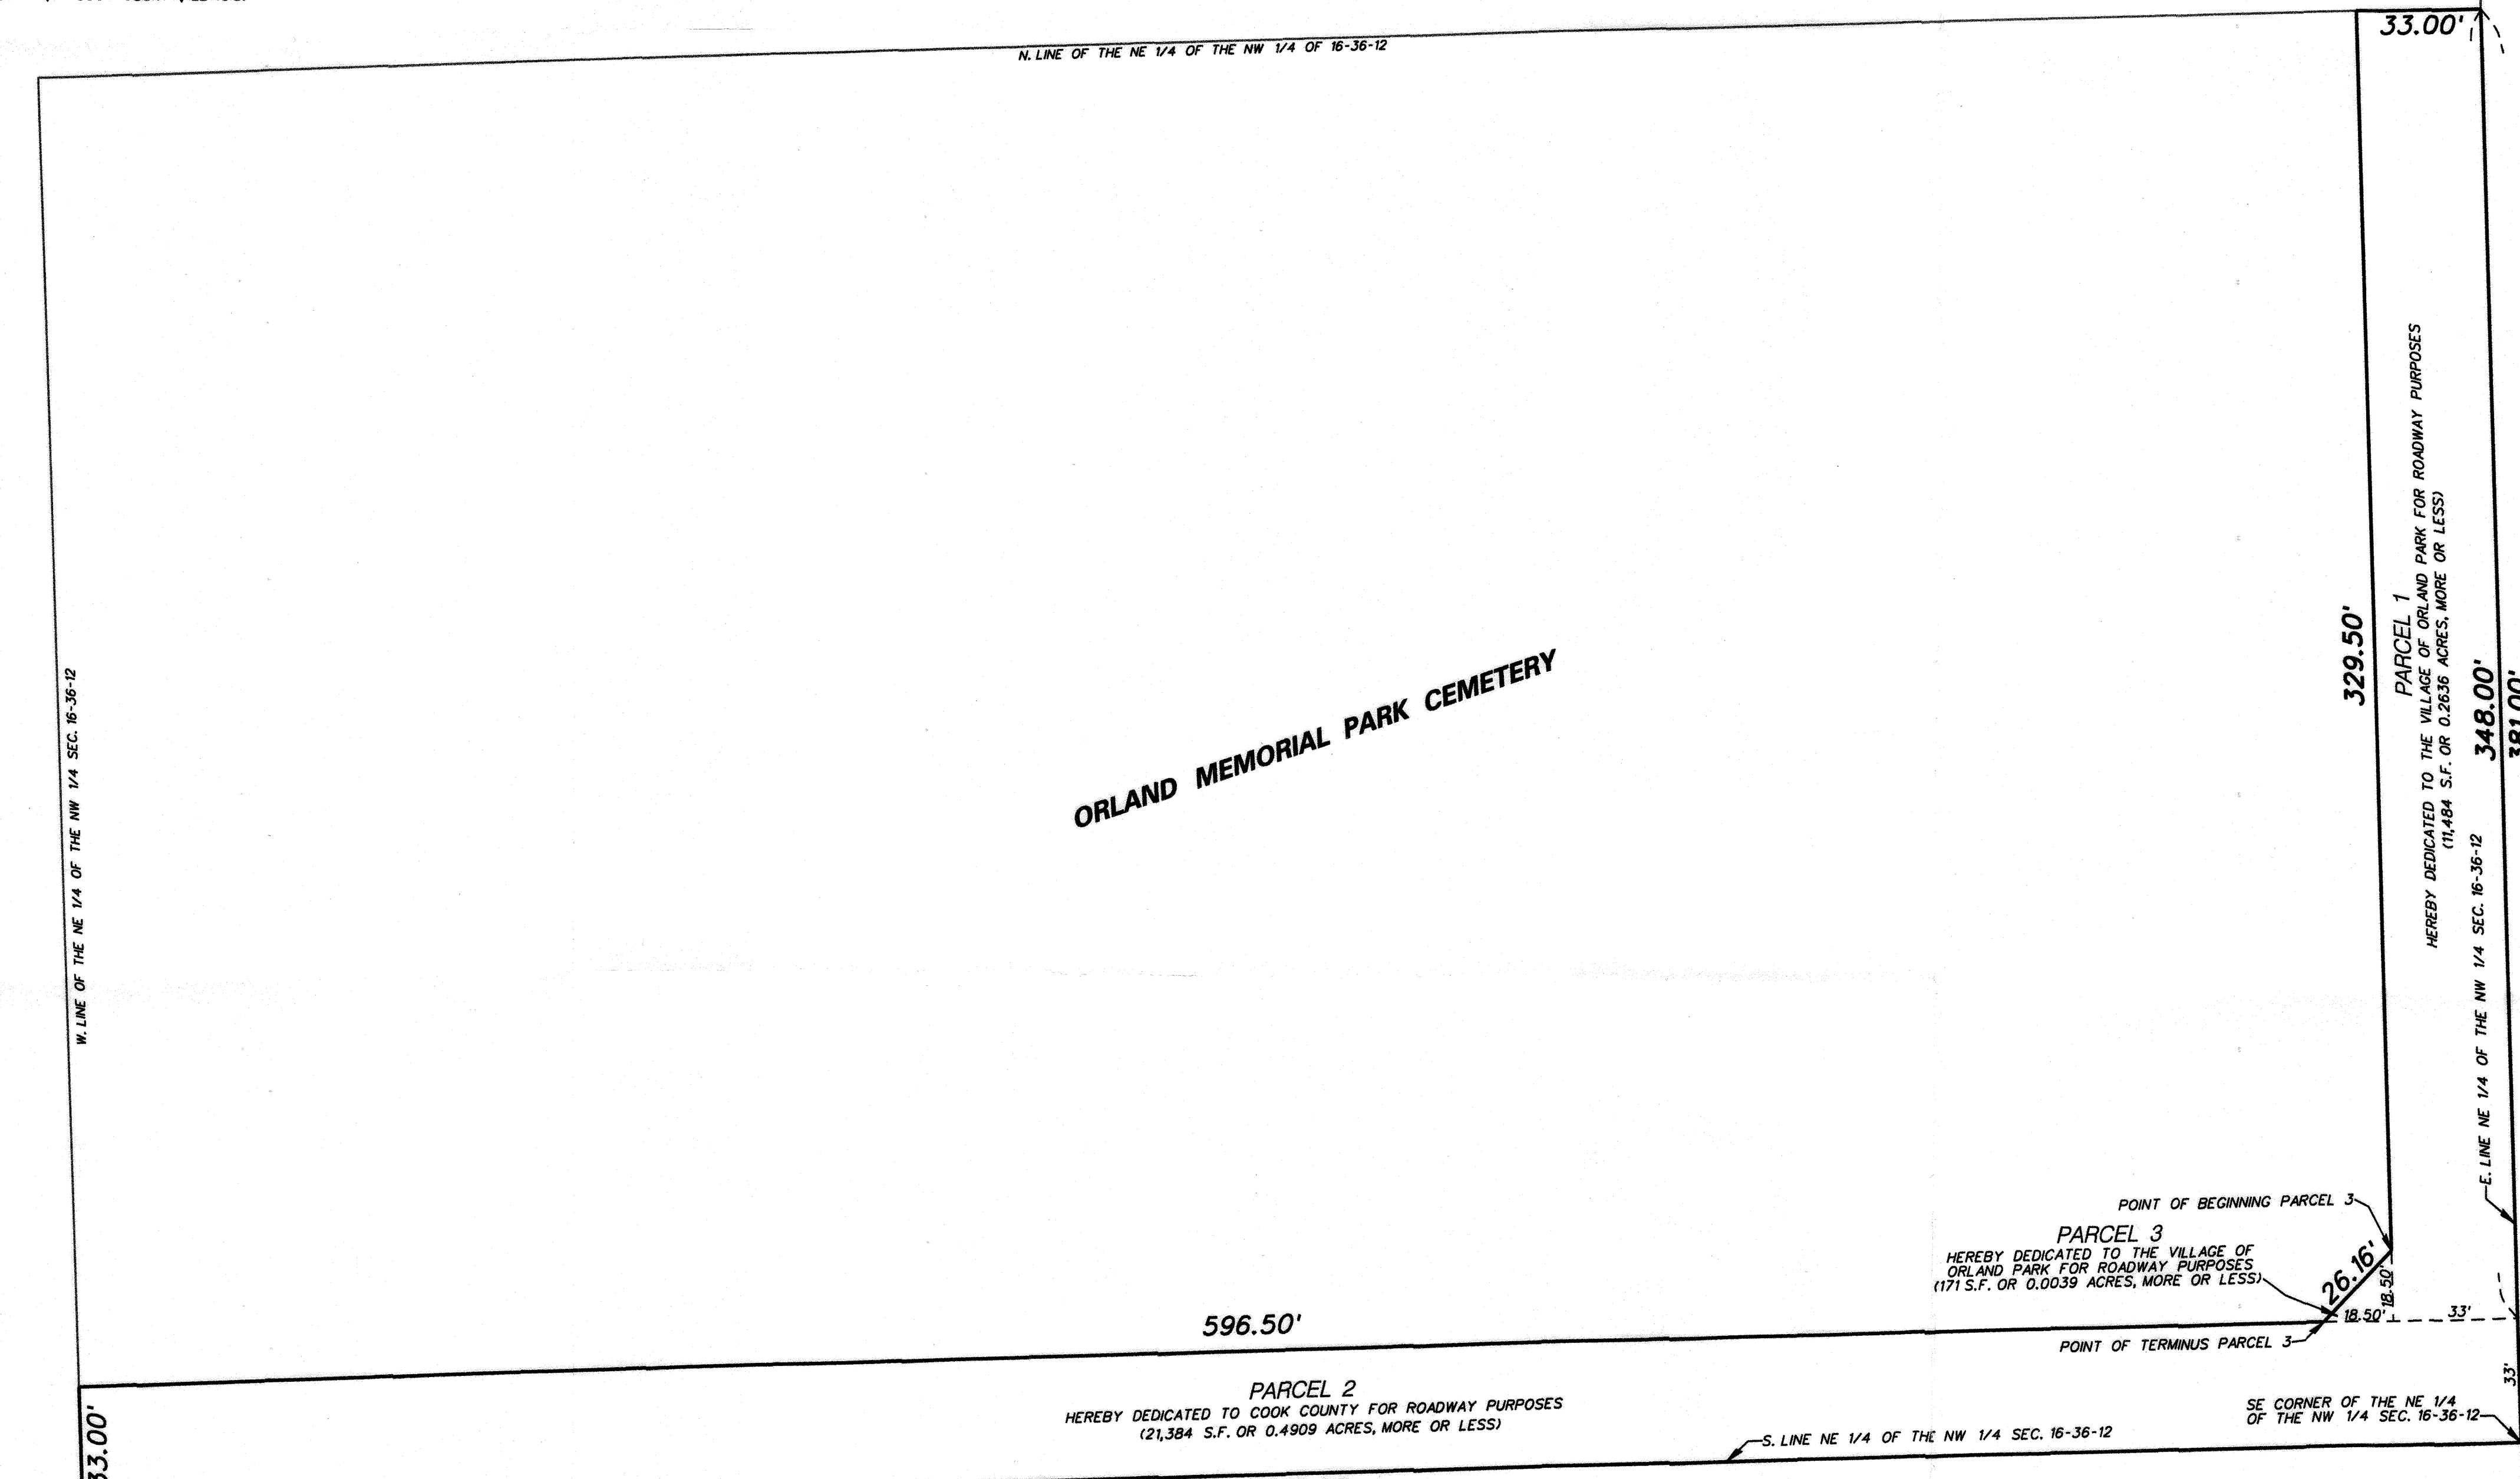 33.00'
N. LINE OF THE NE 1/4 OF THE NW 1/4 OF 16-36-12
W. LINE OF THE NE 1/4 OF THE NW 1/4 SEC. 16-36-12
ORLAND MEMORIAL PARK CEMETERY
329.50'
PARCEL 1
HEREBY DEDICATED TO THE VILLAGE OF ORLAND PARK FOR ROADWAY PURPOSES
(11,484 S.F. OR 0.2636 ACRES, MORE OR LESS)
348.00'
381.00'
E. LINE NE 1/4 OF THE NW 1/4 SEC. 16-36-12
POINT OF BEGINNING PARCEL 3
PARCEL 3
HEREBY DEDICATED TO THE VILLAGE OF
ORLAND PARK FOR ROADWAY PURPOSES
(171 S.F. OR 0.0039 ACRES, MORE OR LESS)
26.16'
18.50'
18.50'
33'
596.50'
POINT OF TERMINUS PARCEL 3
33'
PARCEL 2
HEREBY DEDICATED TO COOK COUNTY FOR ROADWAY PURPOSES
(21,384 S.F. OR 0.4909 ACRES, MORE OR LESS)
33.00'
SE CORNER OF THE NE 1/4
OF THE NW 1/4 SEC. 16-36-12
S. LINE NE 1/4 OF THE NW 1/4 SEC. 16-36-12